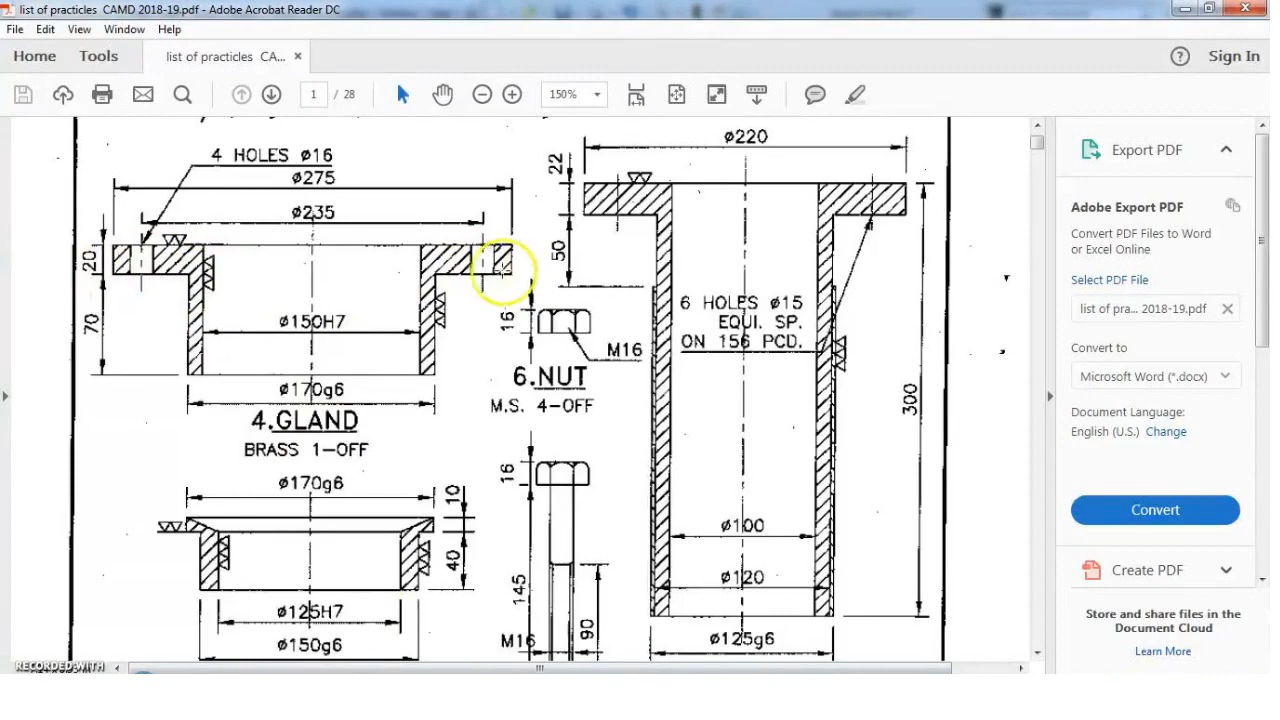 list of practicles CAMD 2018-19.pdf - Adobe Acrobat Reader DC
File Edit View Window Help
Home Tools list of practicles CA... × ? Sign In
1 / 28 150%
4 HOLES ø16
ø275
ø235
20
70
ø150H7
ø170g6
4.GLAND
BRASS 1-OFF
ø170g6
10
40
ø125H7
ø150g6
16
M16
6.NUT
M.S. 4-OFF
16
145
M16
90
ø220
22
50
6 HOLES ø15
EQUI. SP.
ON 156 PCD.
300
ø100
ø120
ø125g6
Export PDF
Adobe Export PDF
Convert PDF Files to Word
or Excel Online
Select PDF File
list of pra... 2018-19.pdf ×
Convert to
Microsoft Word (*.docx)
Document Language:
English (U.S.) Change
Convert
Create PDF
Store and share files in the
Document Cloud
Learn More
RECORDED WITH